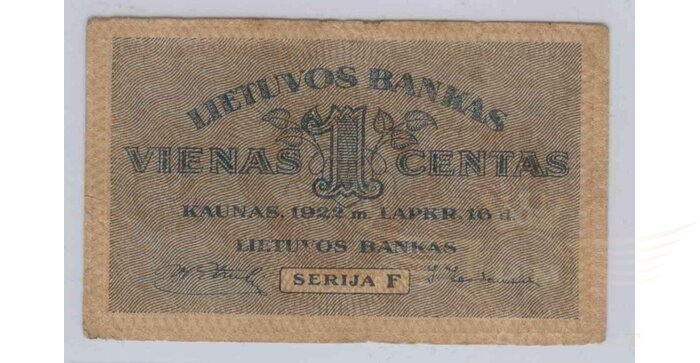 LIETUVOS BANKAS
VIENAS 1 CENTAS
KAUNAS, 1922 m. LAPKR. 16 d.
LIETUVOS BANKAS
SERIJA F